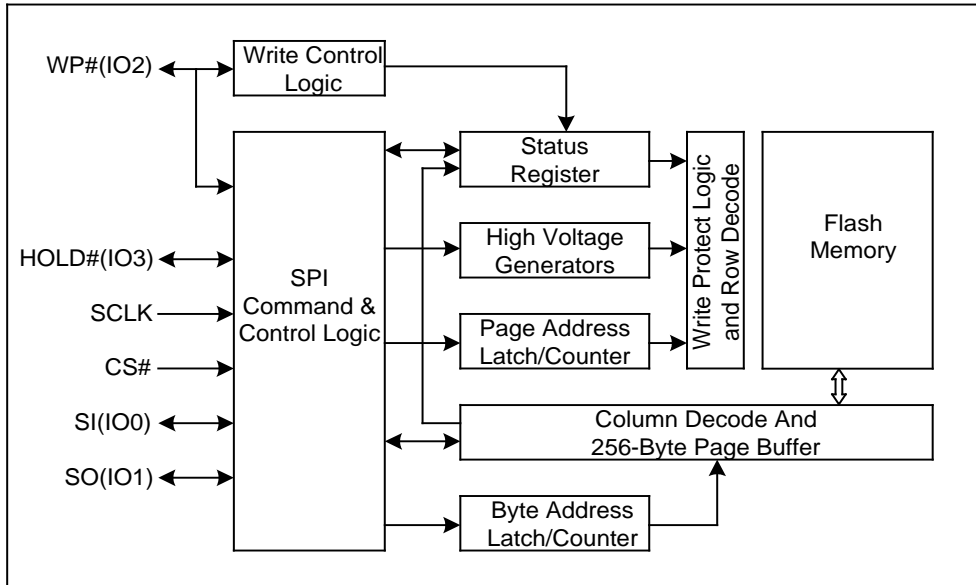 WP#(IO2)
Write Control
Logic
Status
Register
HOLD#(IO3)
SCLK
CS#
SI(IO0)
SO(IO1)
SPI
Command &
Control Logic
High Voltage
Generators
Page Address
Latch/Counter
Write Protect Logic
and Row Decode
Flash
Memory
Column Decode And
256-Byte Page Buffer
Byte Address
Latch/Counter